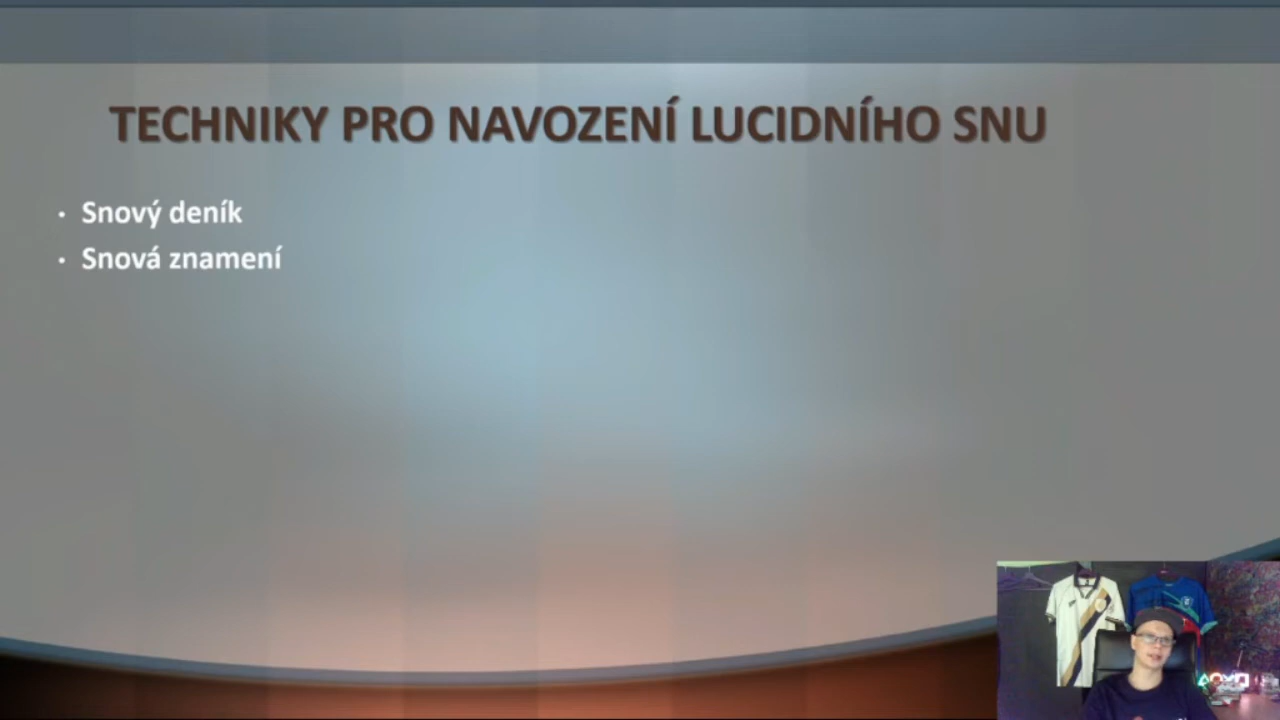 TECHNIKY PRO NAVOZENÍ LUCIDNÍHO SNU
• Snový deník
• Snová znamení